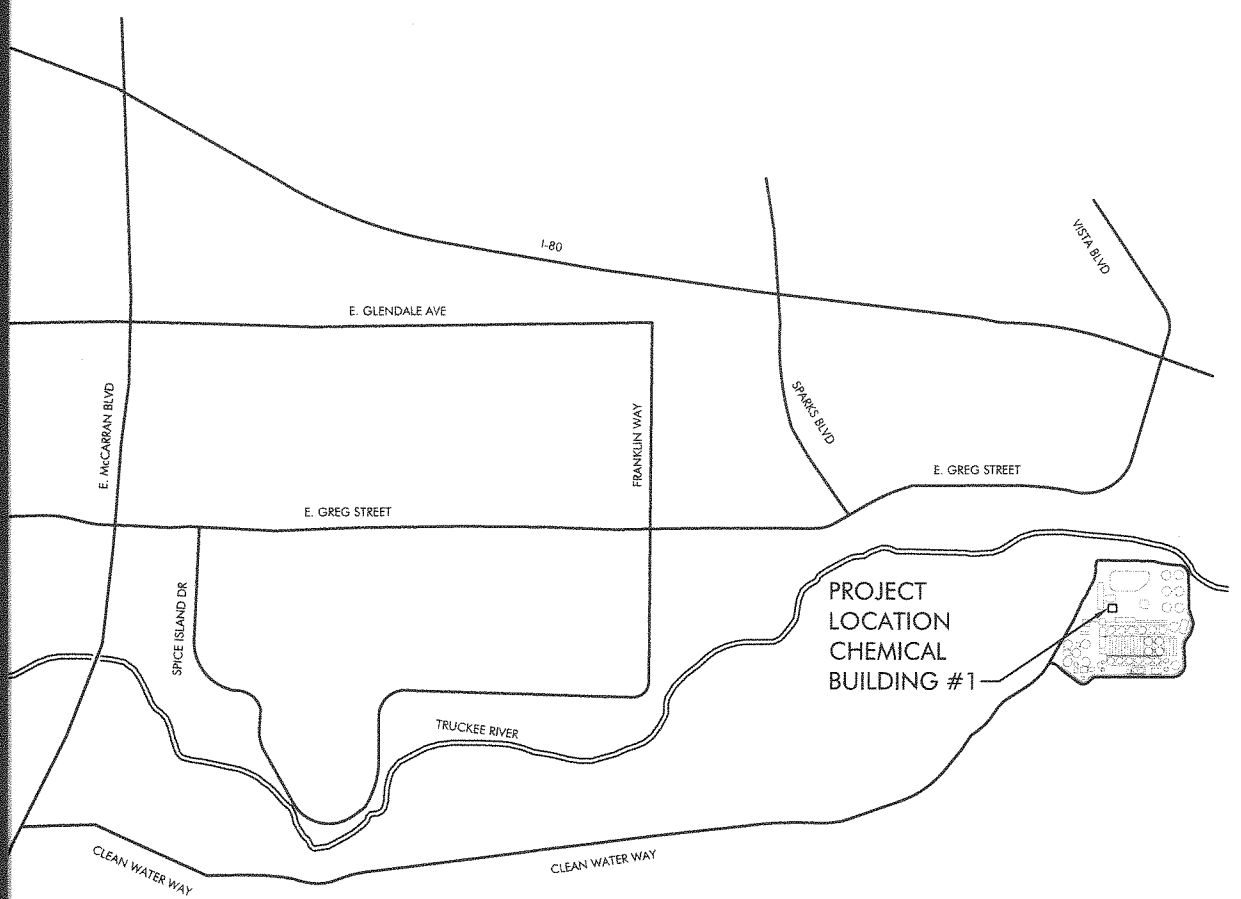 I-80
VISTA BLVD
E. GLENDALE AVE
E. McCARRAN BLVD
FRANKLIN WAY
SPARKS BLVD
E. GREG STREET
E. GREG STREET
SPICE ISLAND DR
PROJECT
LOCATION
CHEMICAL
BUILDING #1
TRUCKEE RIVER
CLEAN WATER WAY
CLEAN WATER WAY